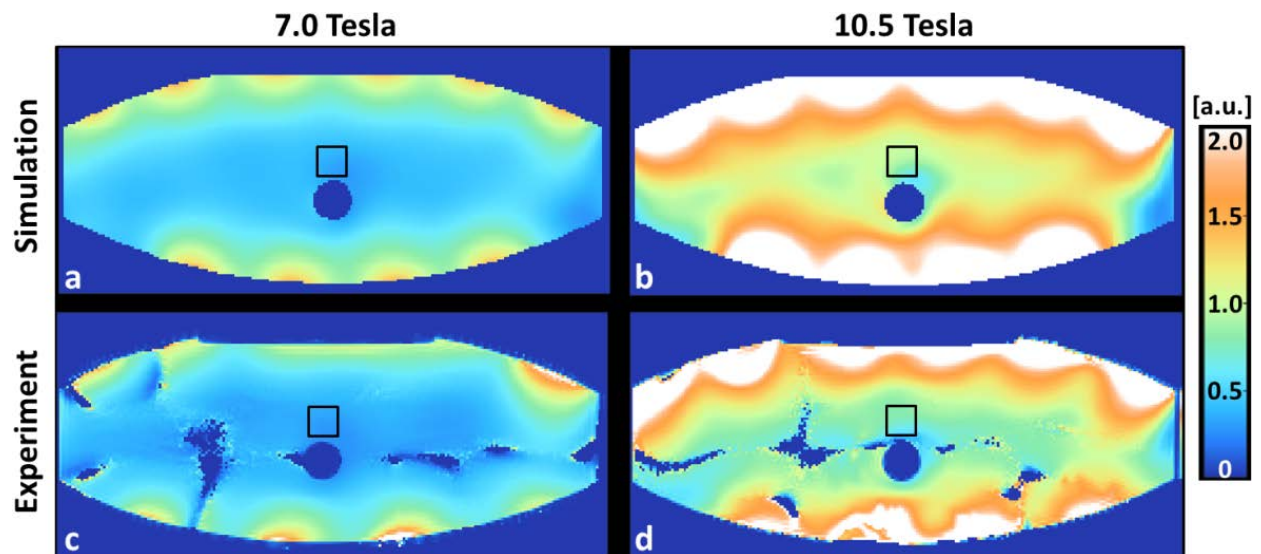 7.0 Tesla
10.5 Tesla
Simulation
a
b
[a.u.]
2.0
1.5
1.0
0.5
0
Experiment
c
d